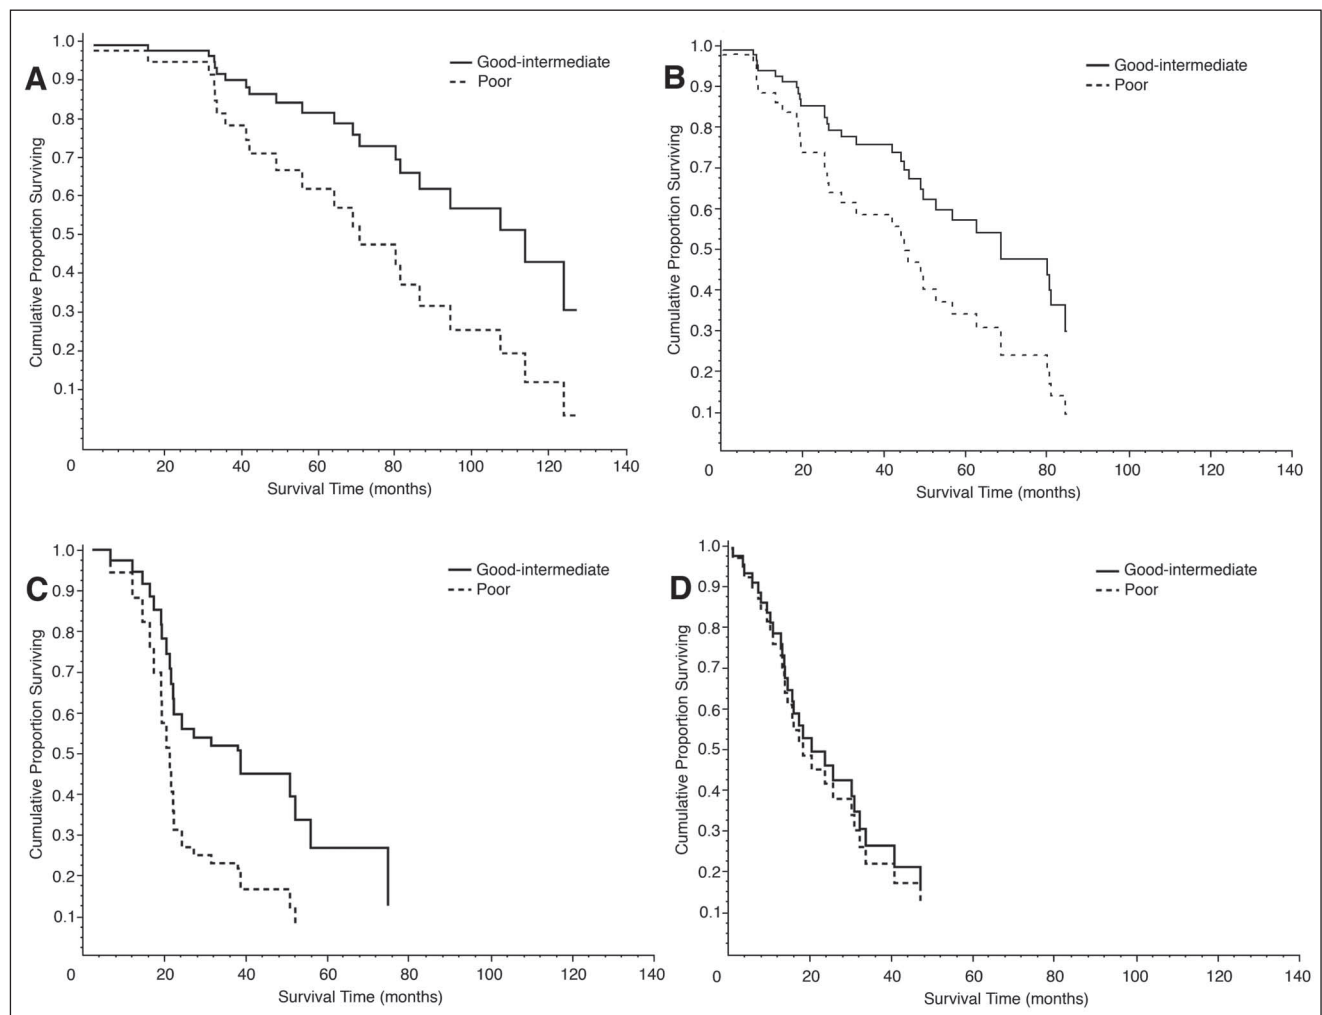 A
Good-intermediate
Poor
1.0
0.9
0.8
0.7
0.6
0.5
0.4
0.3
0.2
0.1
Cumulative Proportion Surviving
0 20 40 60 80 100 120 140
Survival Time (months)
B
Good-intermediate
Poor
1.0
0.9
0.8
0.7
0.6
0.5
0.4
0.3
0.2
0.1
Cumulative Proportion Surviving
0 20 40 60 80 100 120 140
Survival Time (months)
C
Good-intermediate
Poor
1.0
0.9
0.8
0.7
0.6
0.5
0.4
0.3
0.2
0.1
Cumulative Proportion Surviving
0 20 40 60 80 100 120 140
Survival Time (months)
D
Good-intermediate
Poor
1.0
0.9
0.8
0.7
0.6
0.5
0.4
0.3
0.2
0.1
Cumulative Proportion Surviving
0 20 40 60 80 100 120 140
Survival Time (months)